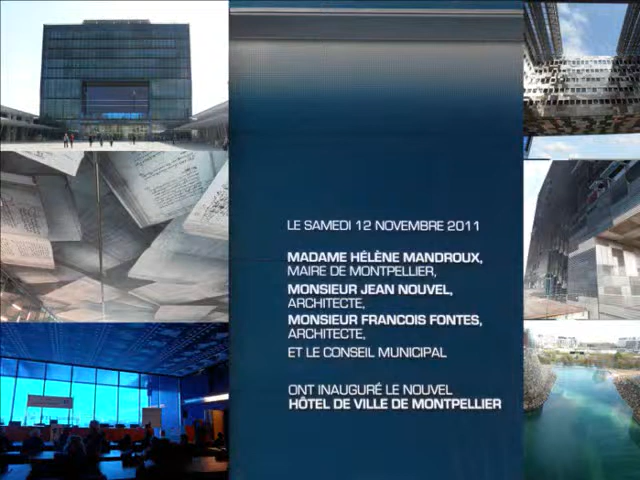 LE SAMEDI 12 NOVEMBRE 2011
MADAME HÉLÈNE MANDROUX,
MAIRE DE MONTPELLIER,
MONSIEUR JEAN NOUVEL,
ARCHITECTE,
MONSIEUR FRANCOIS FONTES,
ARCHITECTE,
ET LE CONSEIL MUNICIPAL
ONT INAUGURÉ LE NOUVEL
HÔTEL DE VILLE DE MONTPELLIER